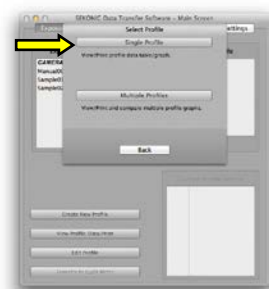 SEKONIC Data Transfer Software - Main Screen
Select Profile
Single Profile
View/Print profile data table/graph.
CAMERA
Multiple Profiles
View/Print and compare multiple profile graphs.
Back
Create New Profile
View Profile Data/Print
Edit Profile